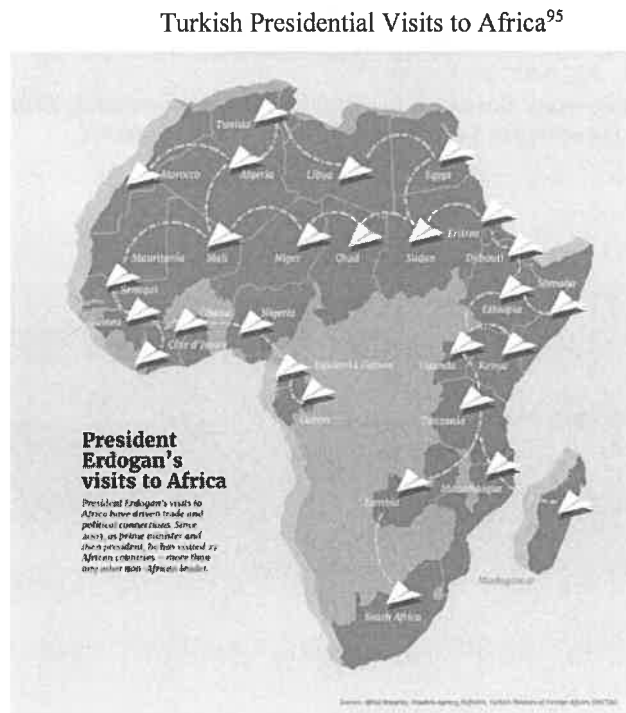 Turkish Presidential Visits to Africa95
Tunisia
Morocco
Algeria
Libya
Egypt
Mauritania
Mali
Niger
Chad
Sudan
Eritrea
Djibouti
Senegal
Somalia
Ethiopia
Ghana
Nigeria
Côte d'Ivoire
Uganda
Kenya
Equatorial Guinea
Gabon
Tanzania
Zambia
Mozambique
Madagascar
South Africa
President
Erdogan's
visits to Africa
President Erdogan's visits to
Africa have driven trade and
political connections. Since
as prime minister and
then president, he has visited
African countries – more than
any other non-African leader.